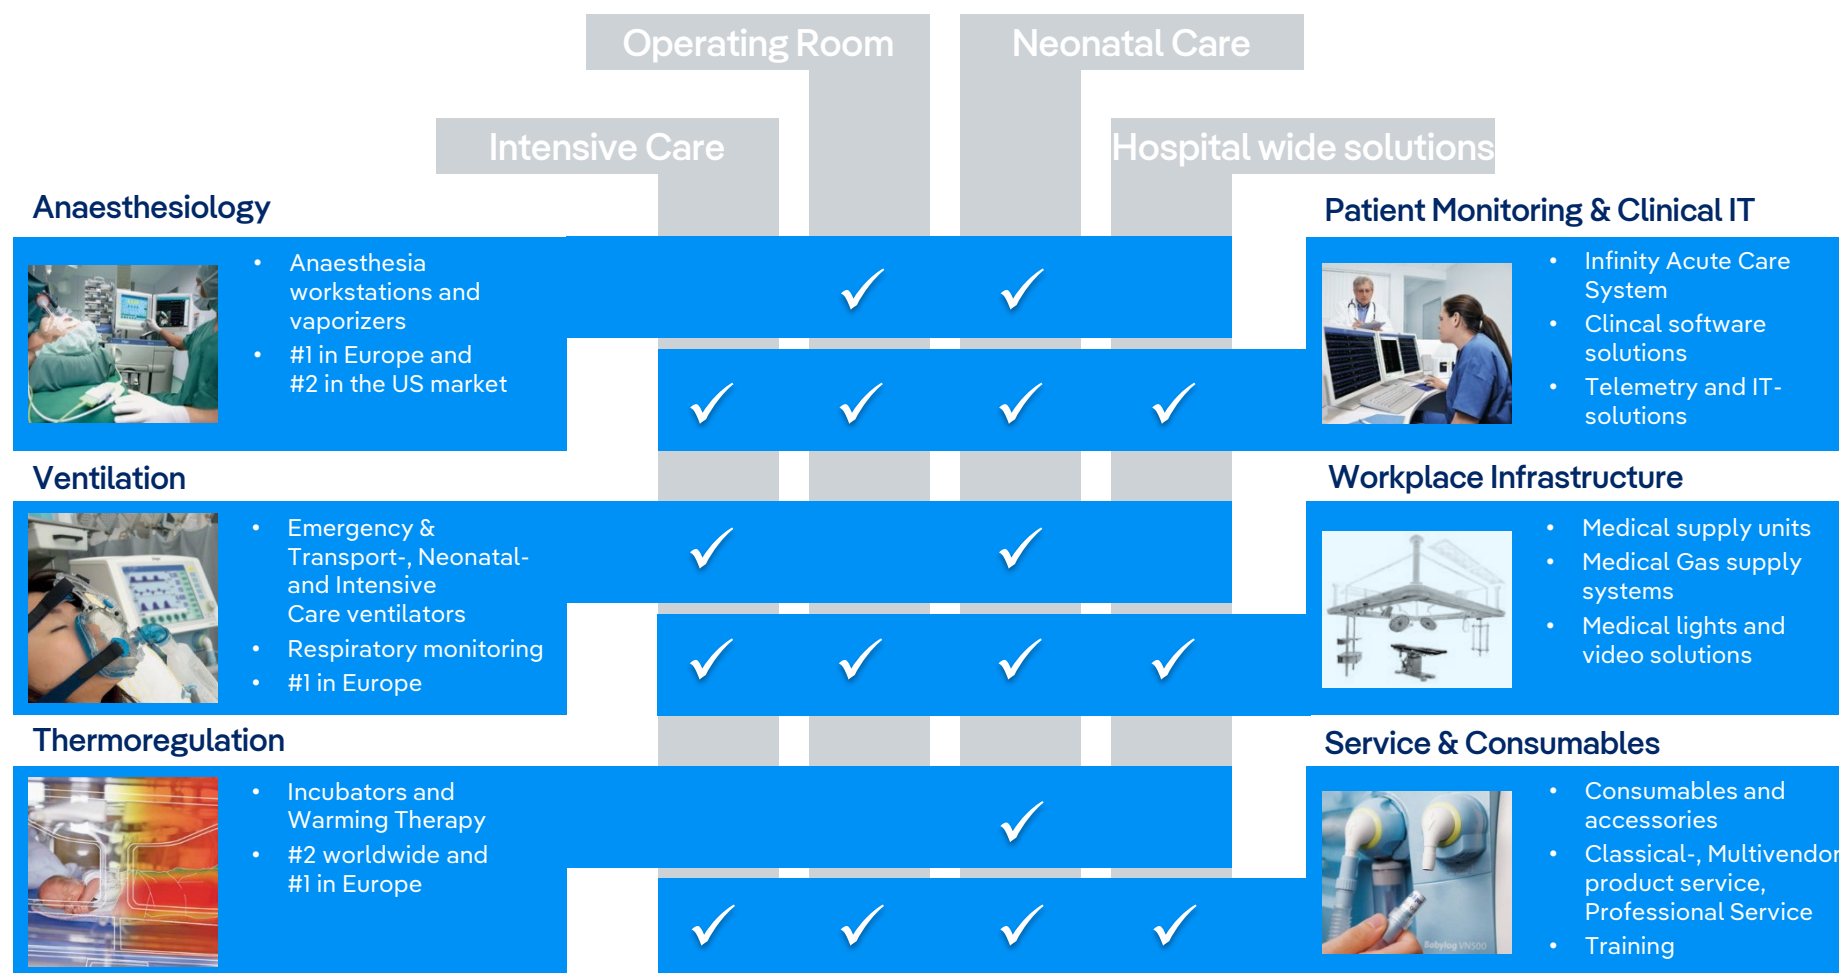 Operating Room
Neonatal Care
Intensive Care
Hospital wide solutions
Anaesthesiology
• Anaesthesia
workstations and
vaporizers
• #1 in Europe and
#2 in the US market
Patient Monitoring & Clinical IT
• Infinity Acute Care
System
• Clincal software
solutions
• Telemetry and IT-
solutions
Ventilation
• Emergency &
Transport-, Neonatal-
and Intensive
Care ventilators
• Respiratory monitoring
• #1 in Europe
Workplace Infrastructure
• Medical supply units
• Medical Gas supply
systems
• Medical lights and
video solutions
Thermoregulation
• Incubators and
Warming Therapy
• #2 worldwide and
#1 in Europe
Service & Consumables
• Consumables and
accessories
• Classical-, Multivendor
product service,
Professional Service
• Training
Babylog VN500